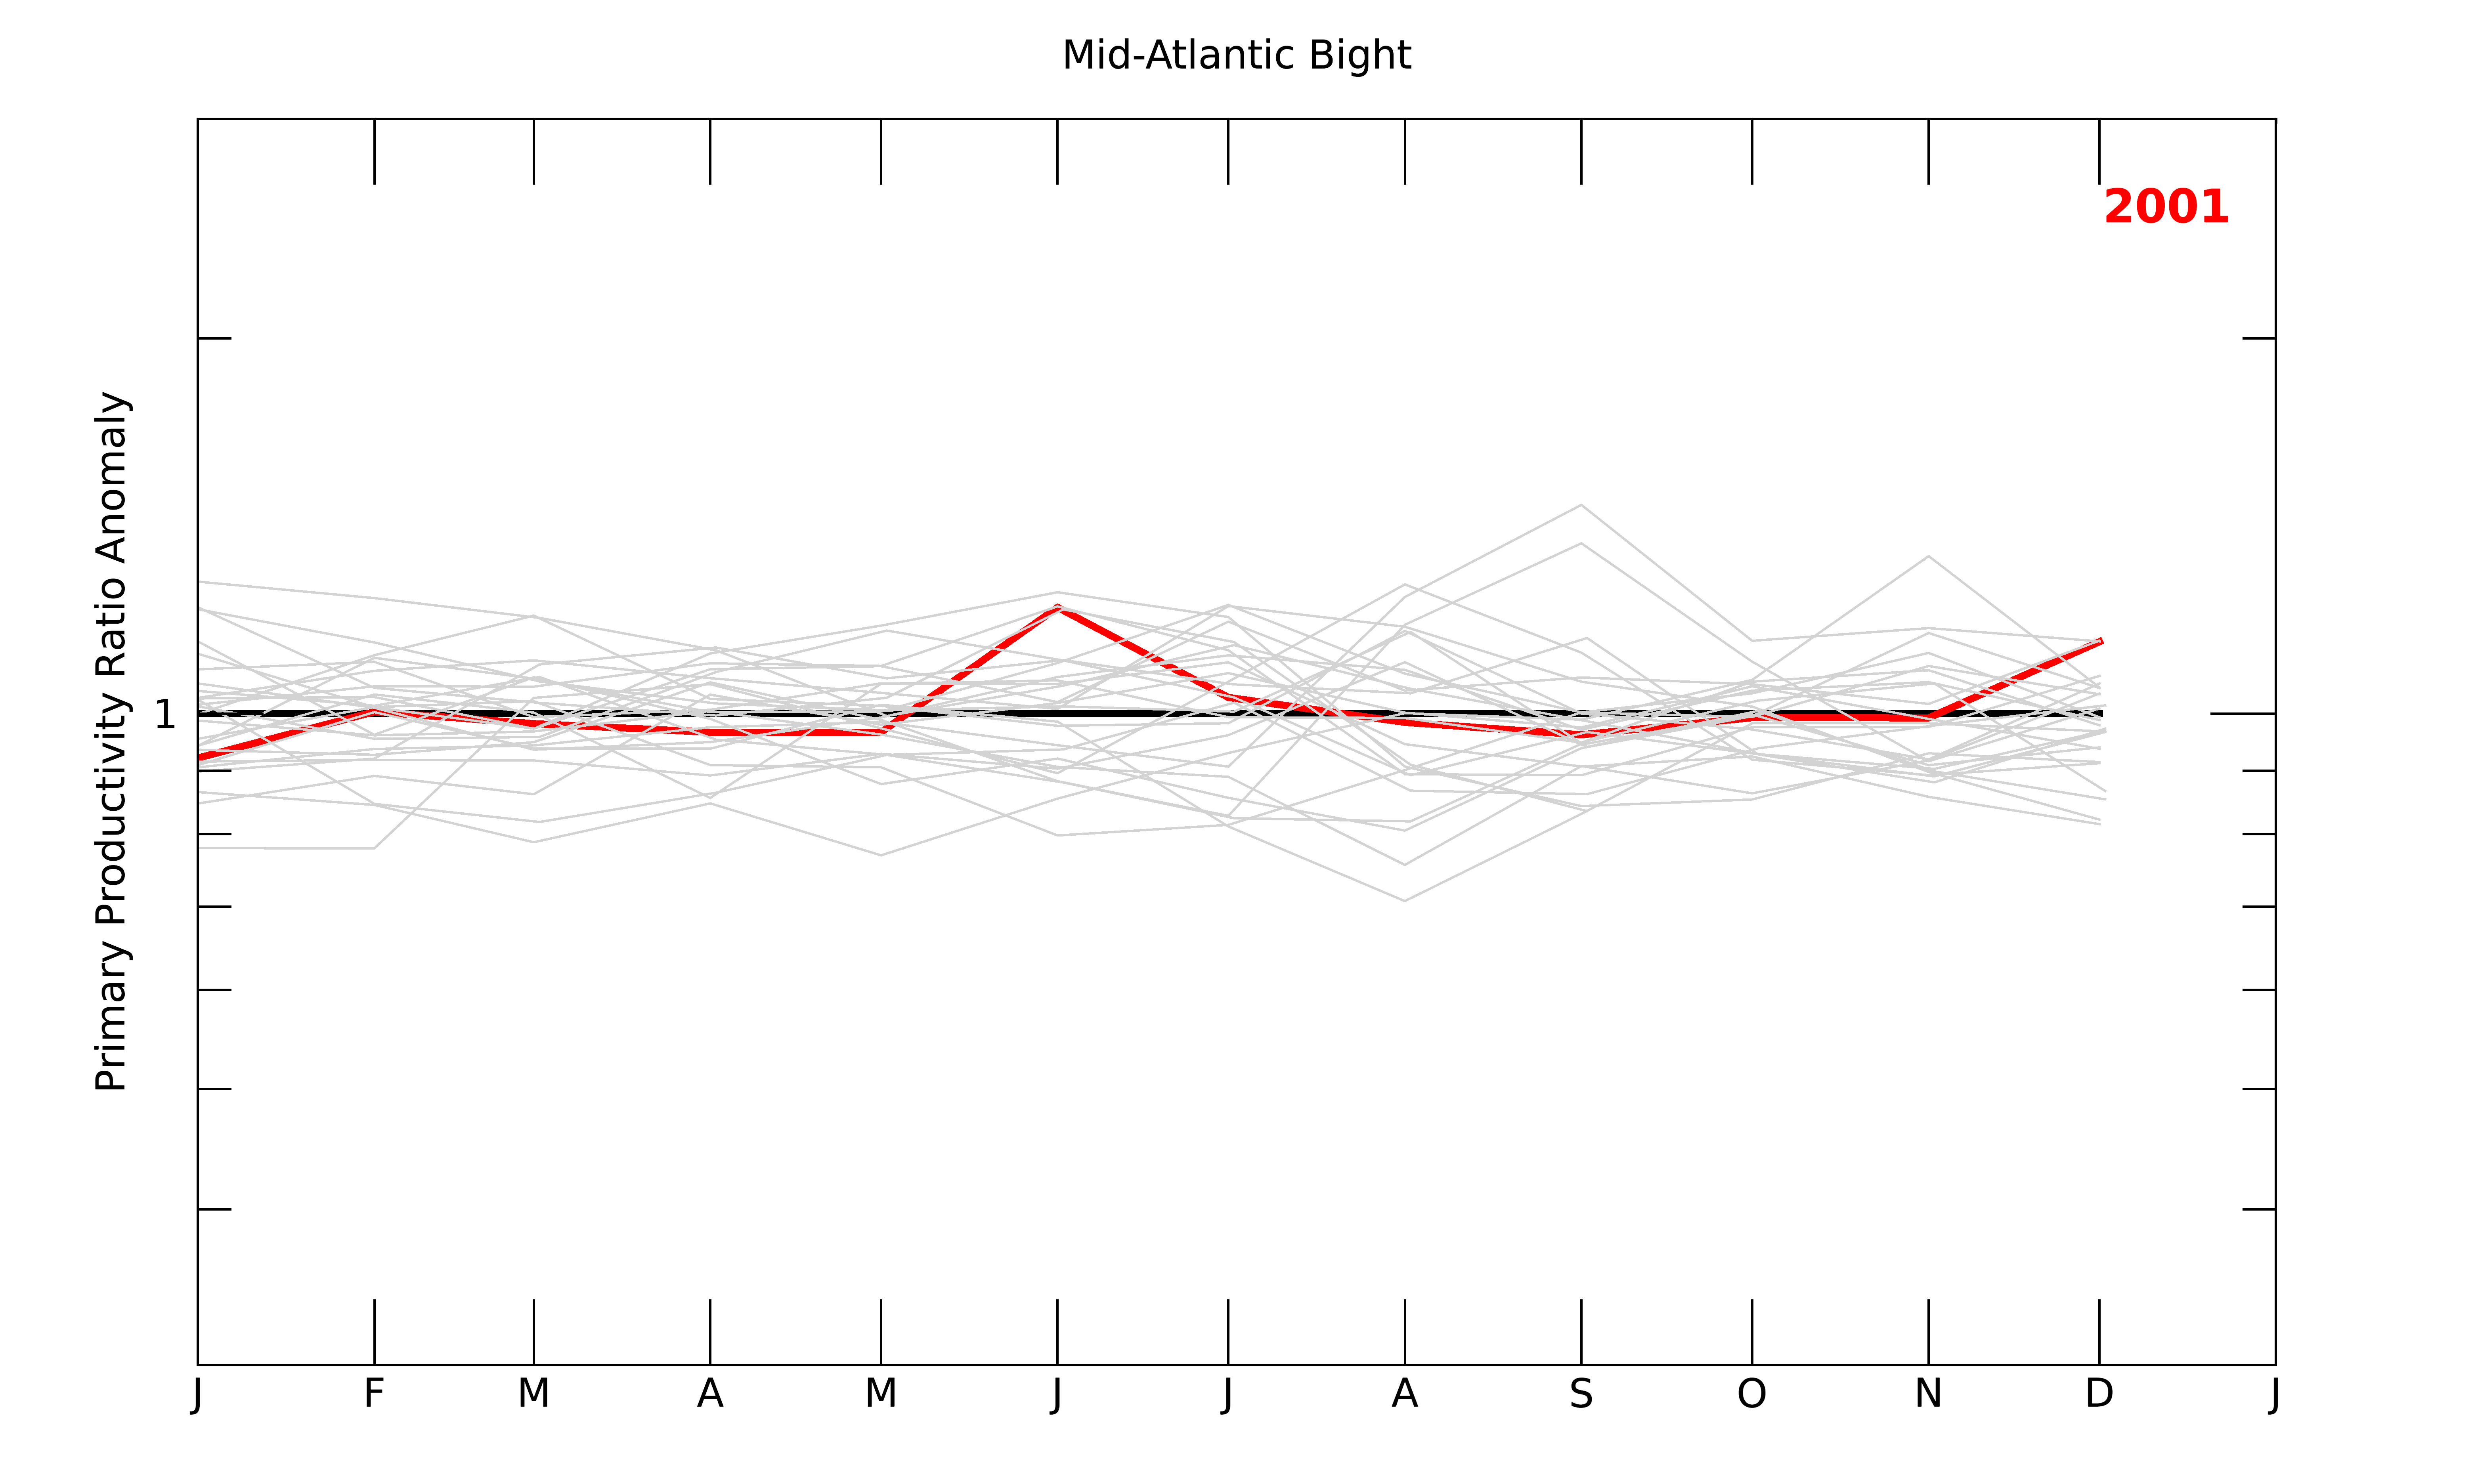 Mid-Atlantic Bight
2001
Primary Productivity Ratio Anomaly
1
J F M A M J J A S O N D J